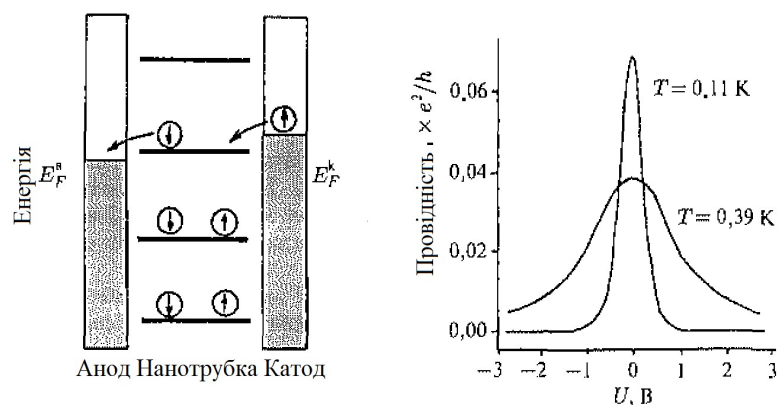 Енергія
E_F^a
E_F^k
Анод Нанотрубка Катод
Провідність, × e²/h
0,06
0,04
0,02
0,00
T = 0,11 K
T = 0,39 K
−3 −2 −1 0 1 2 3
U, В